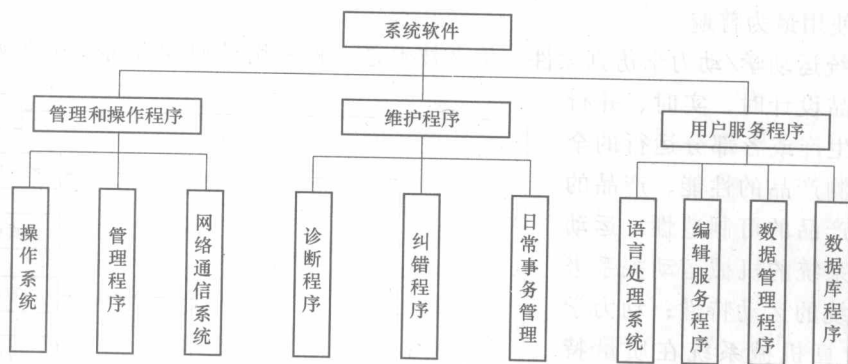 系统软件
管理和操作程序
维护程序
用户服务程序
操作系统
管理程序
网络通信系统
诊断程序
纠错程序
日常事务管理
语言处理系统
编辑服务程序
数据管理程序
数据库程序